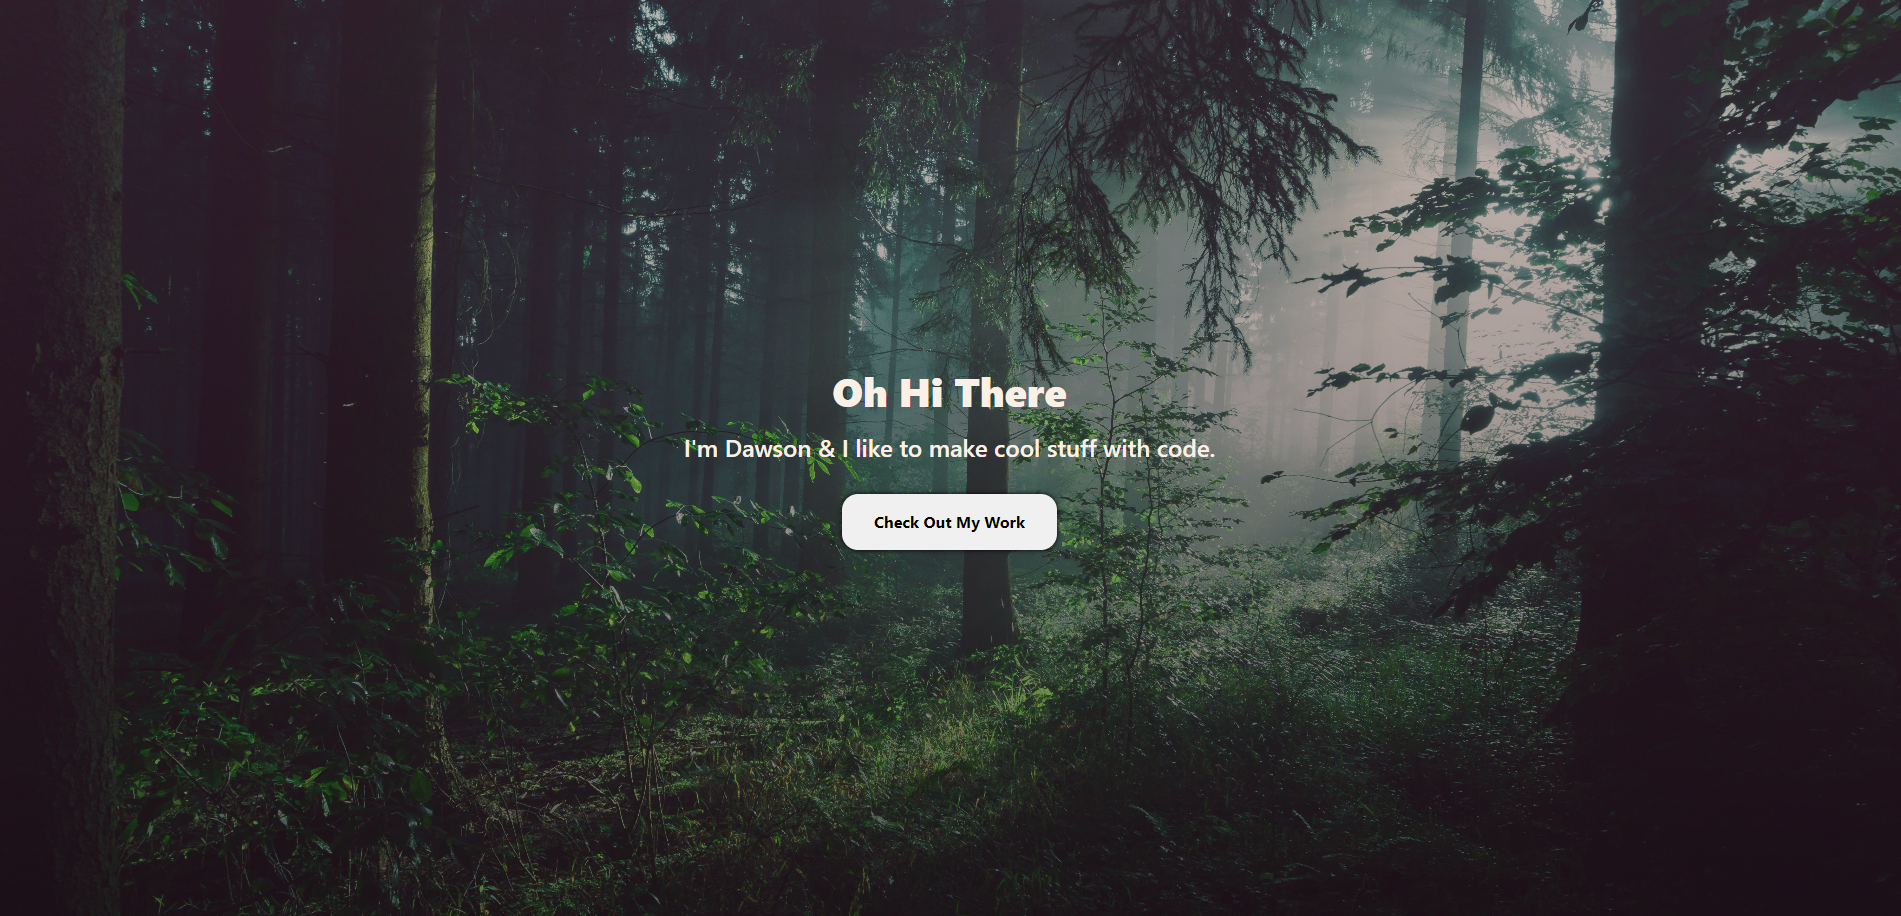 Oh Hi There
I'm Dawson & I like to make cool stuff with code.
Check Out My Work